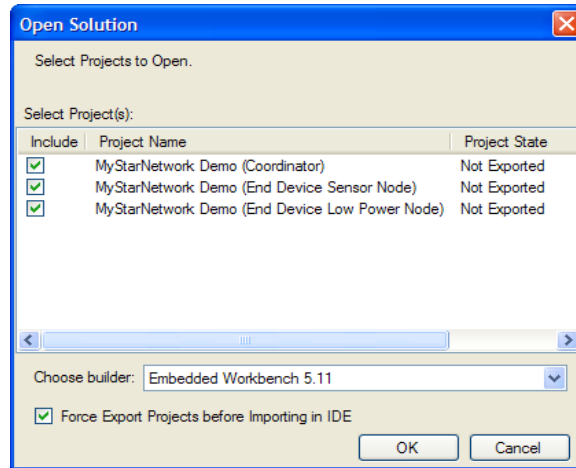 Open Solution
Select Projects to Open.
Select Project(s):
Include Project Name Project State
MyStarNetwork Demo (Coordinator) Not Exported
MyStarNetwork Demo (End Device Sensor Node) Not Exported
MyStarNetwork Demo (End Device Low Power Node) Not Exported
Choose builder: Embedded Workbench 5.11
Force Export Projects before Importing in IDE
OK Cancel